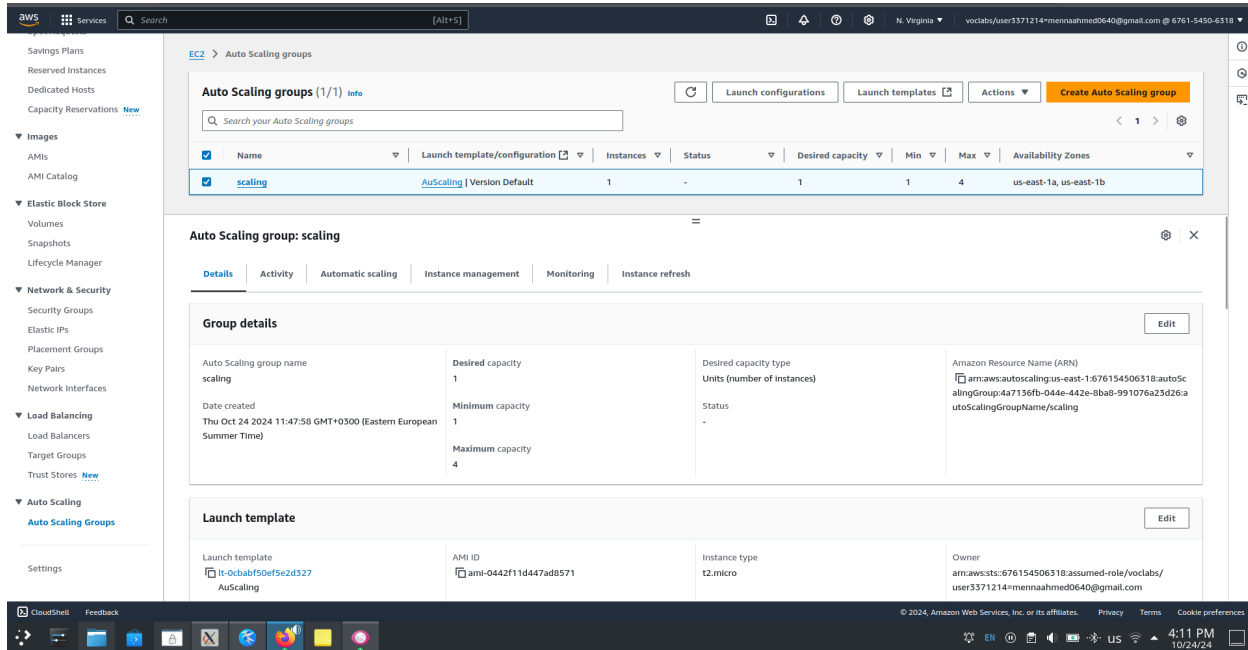 aws
Services
Search
[Alt+S]
N. Virginia
voclabs/user3371214=mennaahmed0640@gmail.com @ 6761-5450-6318
Savings Plans
Reserved Instances
Dedicated Hosts
Capacity Reservations New
Images
AMIs
AMI Catalog
Elastic Block Store
Volumes
Snapshots
Lifecycle Manager
Network & Security
Security Groups
Elastic IPs
Placement Groups
Key Pairs
Network Interfaces
Load Balancing
Load Balancers
Target Groups
Trust Stores New
Auto Scaling
Auto Scaling Groups
Settings
EC2 > Auto Scaling groups
Auto Scaling groups (1/1) Info
Launch configurations
Launch templates
Actions
Create Auto Scaling group
Search your Auto Scaling groups
1
Name
Launch template/configuration
Instances
Status
Desired capacity
Min
Max
Availability Zones
scaling
AuScaling | Version Default
1
-
1
1
4
us-east-1a, us-east-1b
Auto Scaling group: scaling
Details
Activity
Automatic scaling
Instance management
Monitoring
Instance refresh
Group details
Edit
Auto Scaling group name
scaling
Date created
Thu Oct 24 2024 11:47:58 GMT+0300 (Eastern European
Summer Time)
Desired capacity
1
Minimum capacity
1
Maximum capacity
4
Desired capacity type
Units (number of instances)
Status
-
Amazon Resource Name (ARN)
arn:aws:autoscaling:us-east-1:676154506318:autoSc
alingGroup:4a7136fb-044e-442e-8ba8-991076a23d26:a
utoScalingGroupName/scaling
Launch template
Edit
Launch template
lt-0cbabf50ef5e2d327
AuScaling
AMI ID
ami-0442f11d447ad8571
Instance type
t2.micro
Owner
arn:aws:sts::676154506318:assumed-role/voclabs/
user3371214=mennaahmed0640@gmail.com
CloudShell
Feedback
© 2024, Amazon Web Services, Inc. or its affiliates.
Privacy
Terms
Cookie preferences
EN
US
4:11 PM
10/24/24